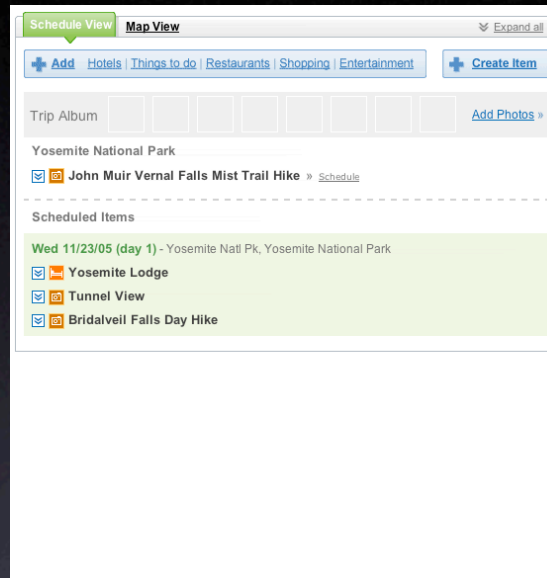 Schedule View Map View Expand all
Add Hotels | Things to do | Restaurants | Shopping | Entertainment Create Item
Trip Album Add Photos »
Yosemite National Park
John Muir Vernal Falls Mist Trail Hike » Schedule
Scheduled Items
Wed 11/23/05 (day 1) - Yosemite Natl Pk, Yosemite National Park
Yosemite Lodge
Tunnel View
Bridalveil Falls Day Hike